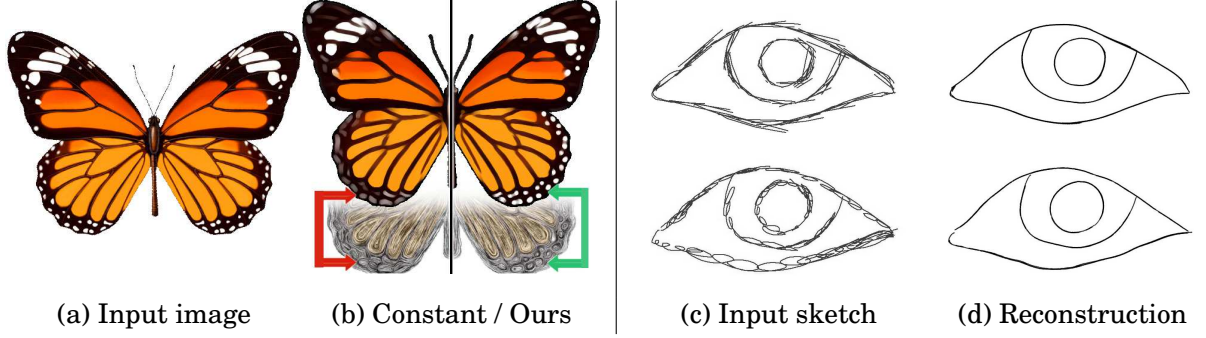 (a) Input image
(b) Constant / Ours
(c) Input sketch
(d) Reconstruction